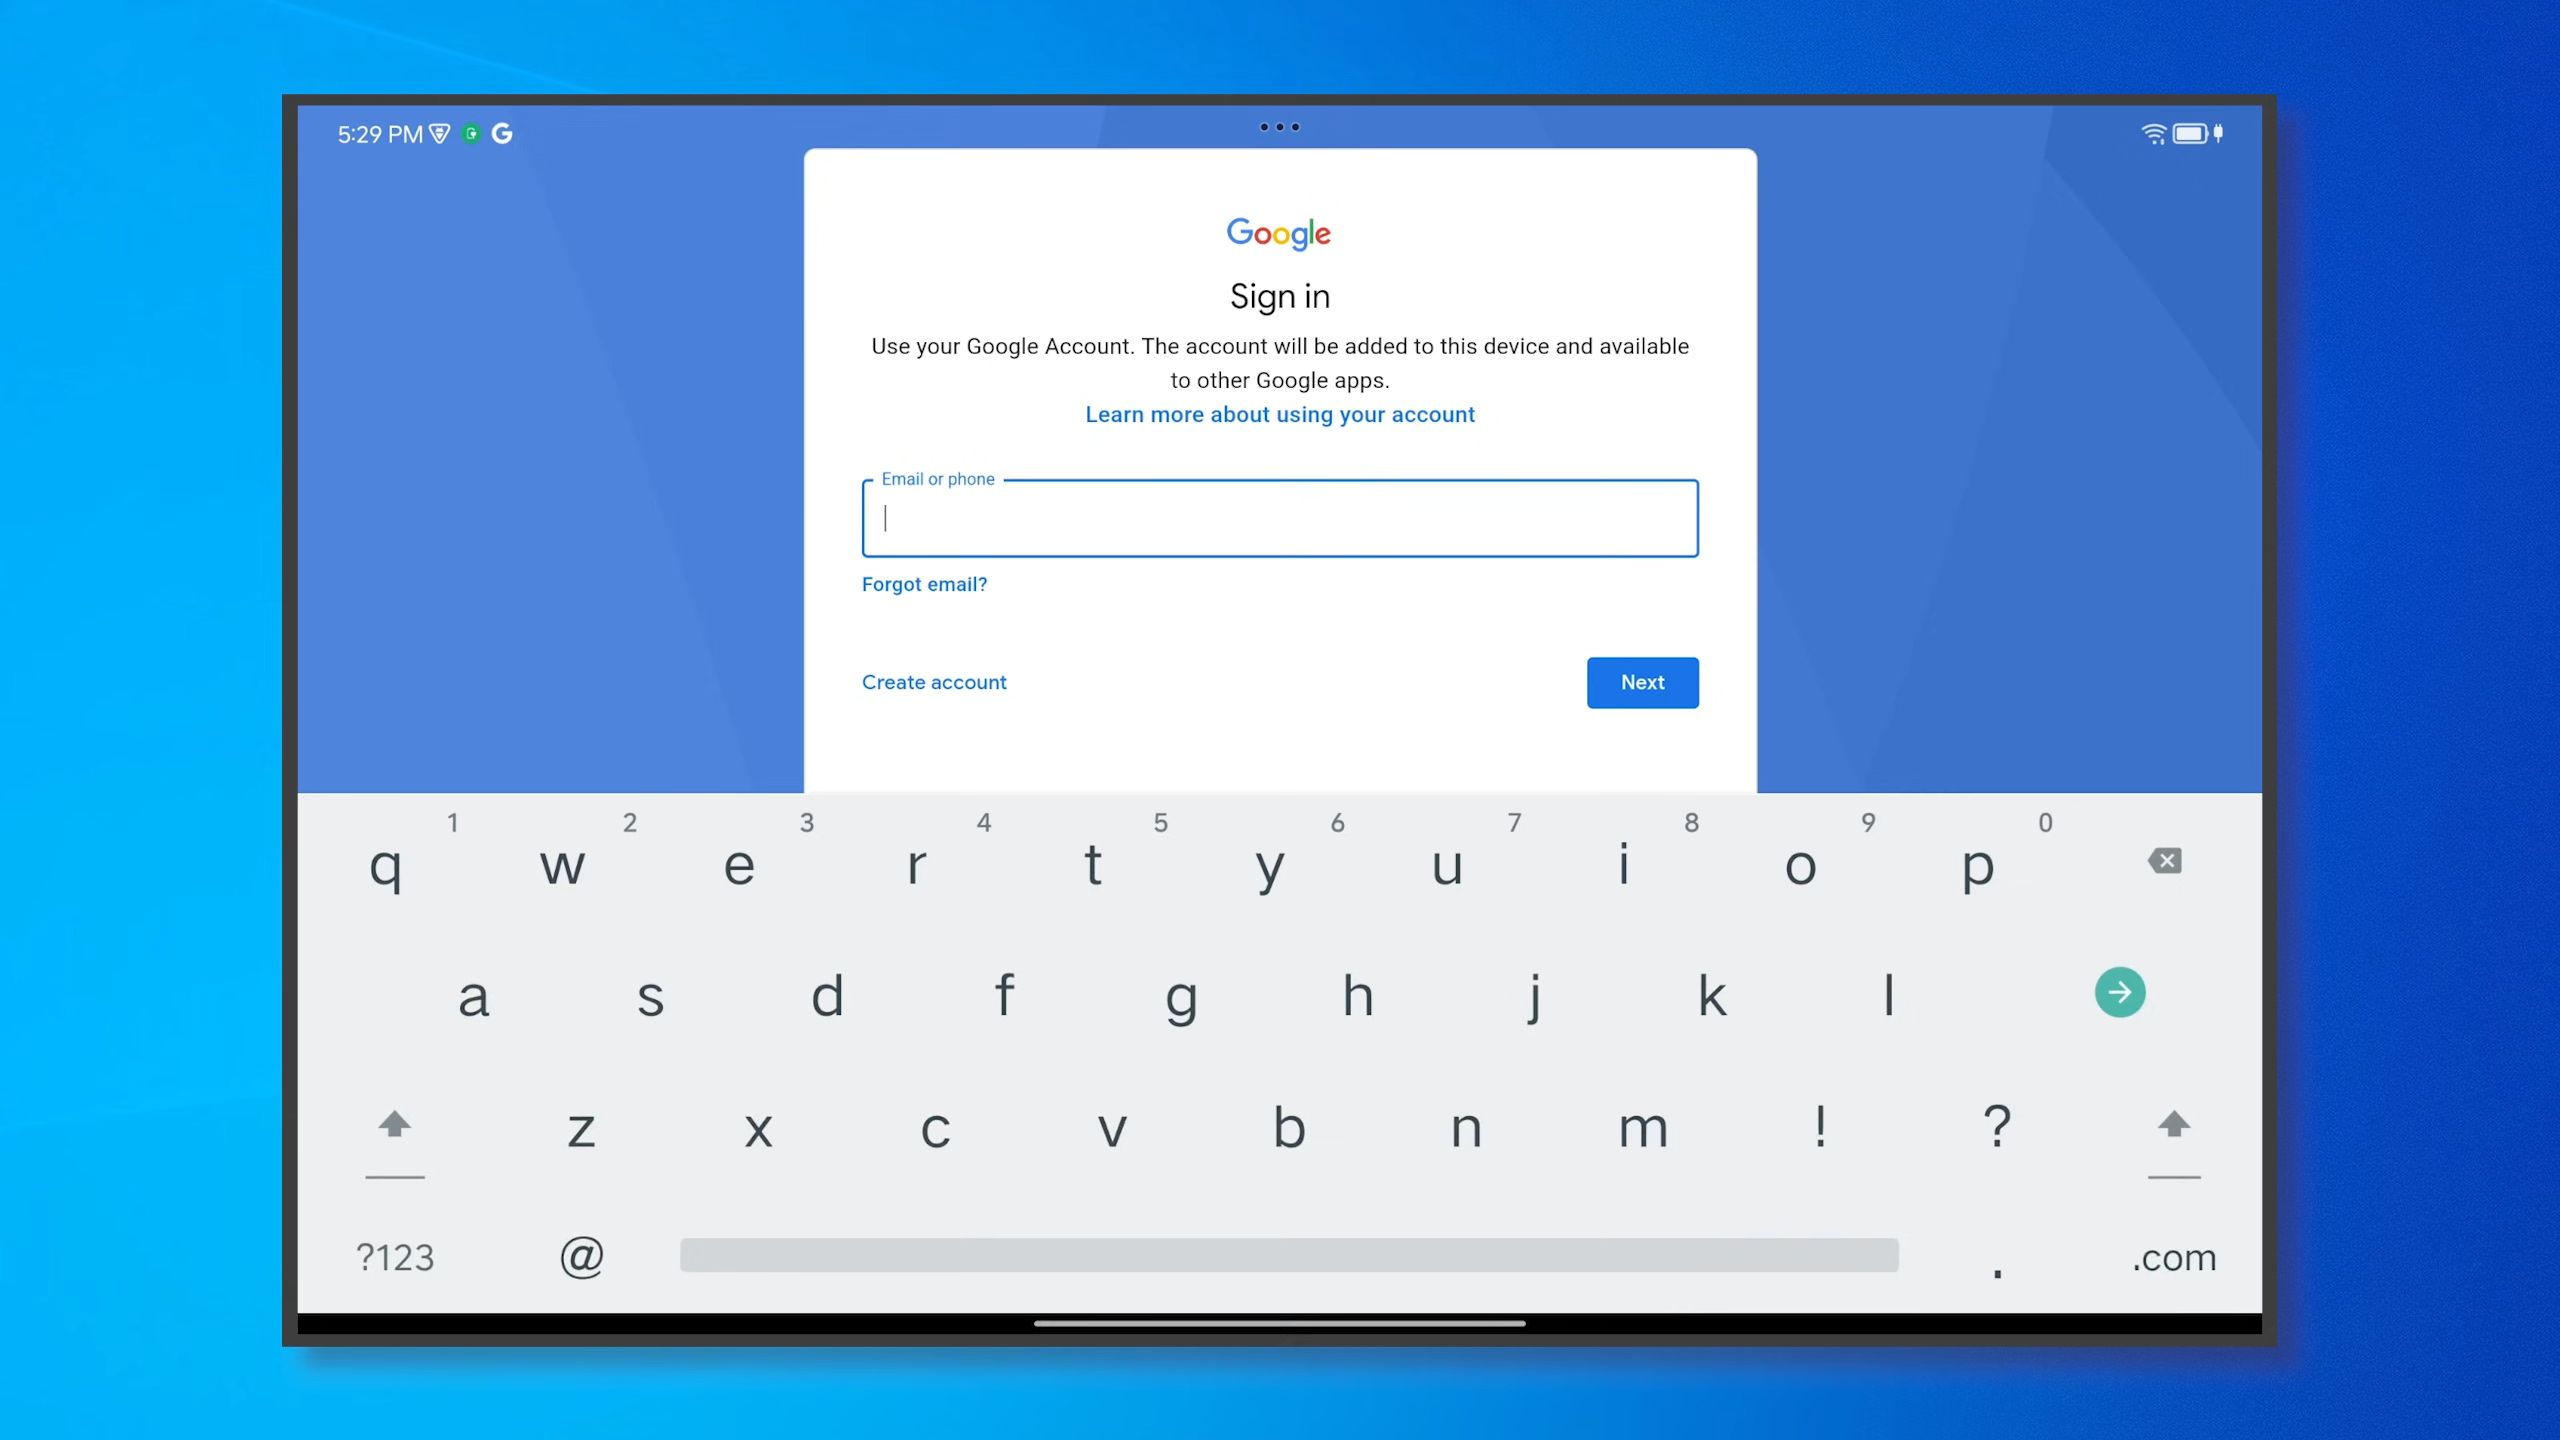 5:29 PM
Google
Sign in
Use your Google Account. The account will be added to this device and available
to other Google apps.
Learn more about using your account
Email or phone
Forgot email?
Create account
Next
1 2 3 4 5 6 7 8 9 0
q w e r t y u i o p
a s d f g h j k l
z x c v b n m ! ?
?123 @ . .com